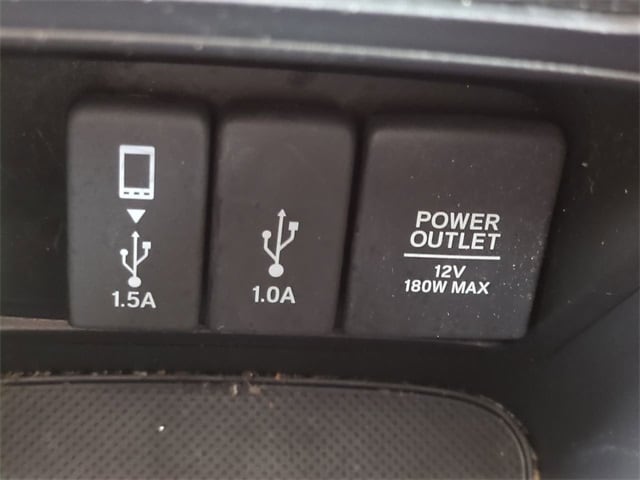 1.5A
1.0A
POWER
OUTLET
12V
180W MAX